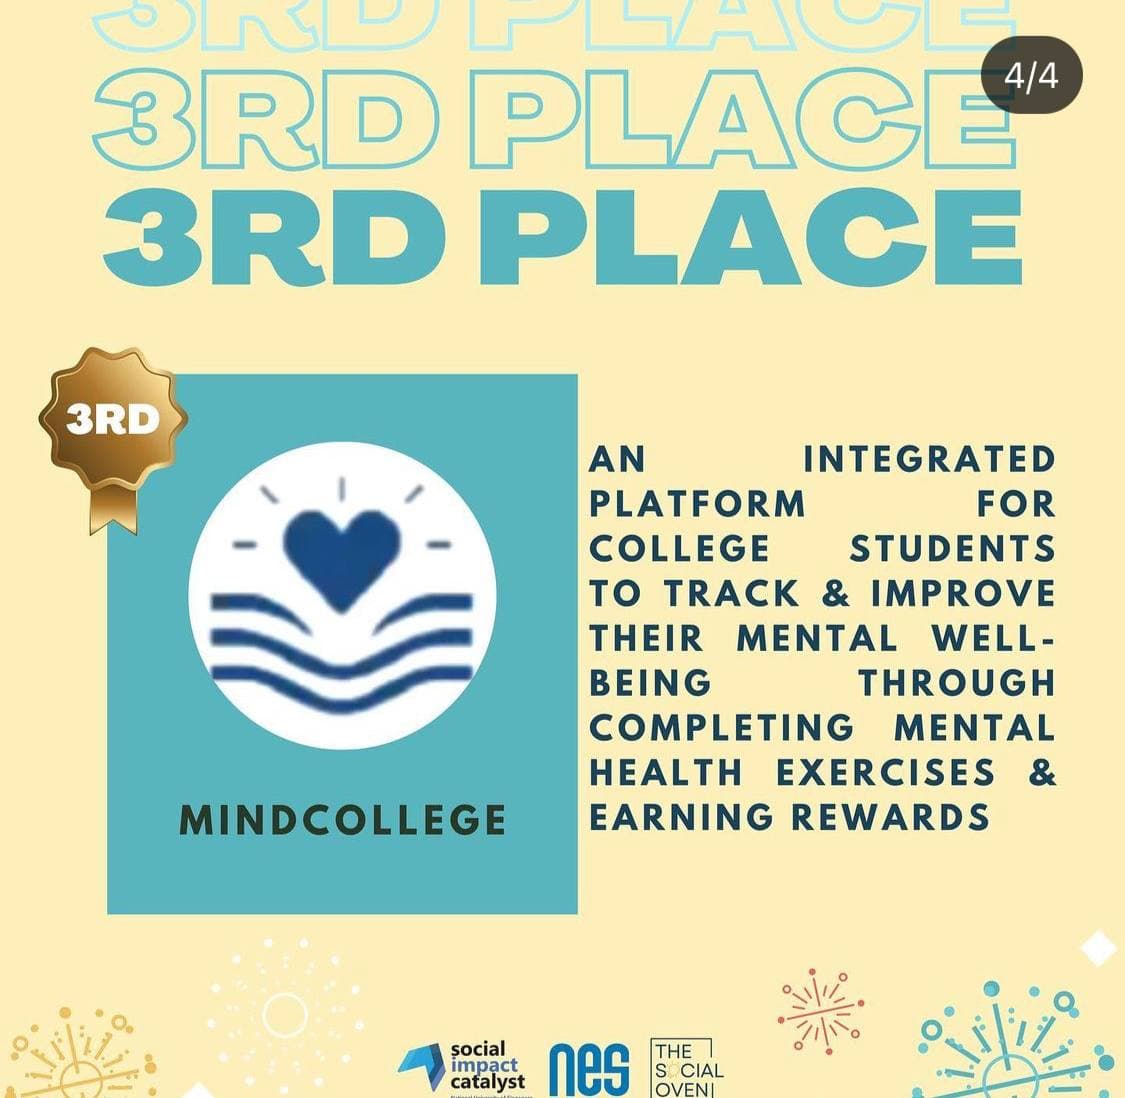 3RD PLACE
4/4
3RD PLACE
3RD PLACE
3RD
AN INTEGRATED
PLATFORM FOR
COLLEGE STUDENTS
TO TRACK & IMPROVE
THEIR MENTAL WELL-
BEING THROUGH
COMPLETING MENTAL
HEALTH EXERCISES &
EARNING REWARDS
MINDCOLLEGE
social
impact
catalyst
nes
THE
SOCIAL
OVEN